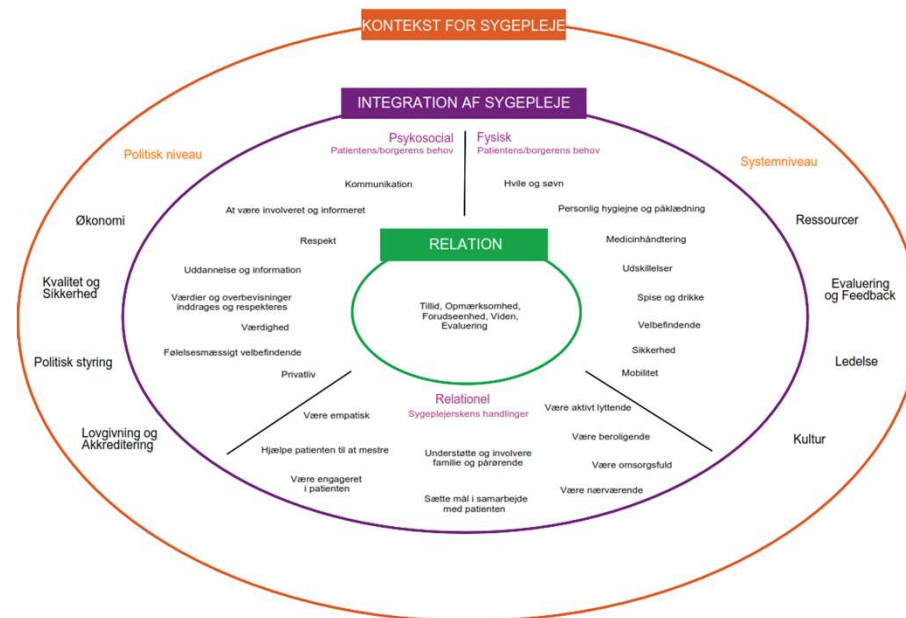 KONTEKST FOR SYGEPLEJE
INTEGRATION AF SYGEPLEJE
Politisk niveau
Økonomi
Kvalitet og
Sikkerhed
Politisk styring
Lovgivning og
Akkreditering
Psykosocial
Patientens/borgerens behov
Kommunikation
At være involveret og informeret
Respekt
Uddannelse og information
Værdier og overbevisninger
inddrages og respekteres
Værdighed
Følelsesmæssigt velbefindende
Privatliv
Fysisk
Patientens/borgerens behov
Hvile og søvn
Personlig hygiejne og påklædning
Medicinhåndtering
Udskillelser
Spise og drikke
Velbefindende
Sikkerhed
Mobilitet
RELATION
Tillid, Opmærksomhed,
Forudseenhed, Viden,
Evaluering
Relationel
Sygeplejerskens handlinger
Være empatisk
Hjælpe patienten til at mestre
Være engageret
i patienten
Understøtte og involvere
familie og pårørende
Sætte mål i samarbejde
med patienten
Være aktivt lyttende
Være beroligende
Være omsorgsfuld
Være nærværende
Systemniveau
Ressourcer
Evaluering
og Feedback
Ledelse
Kultur